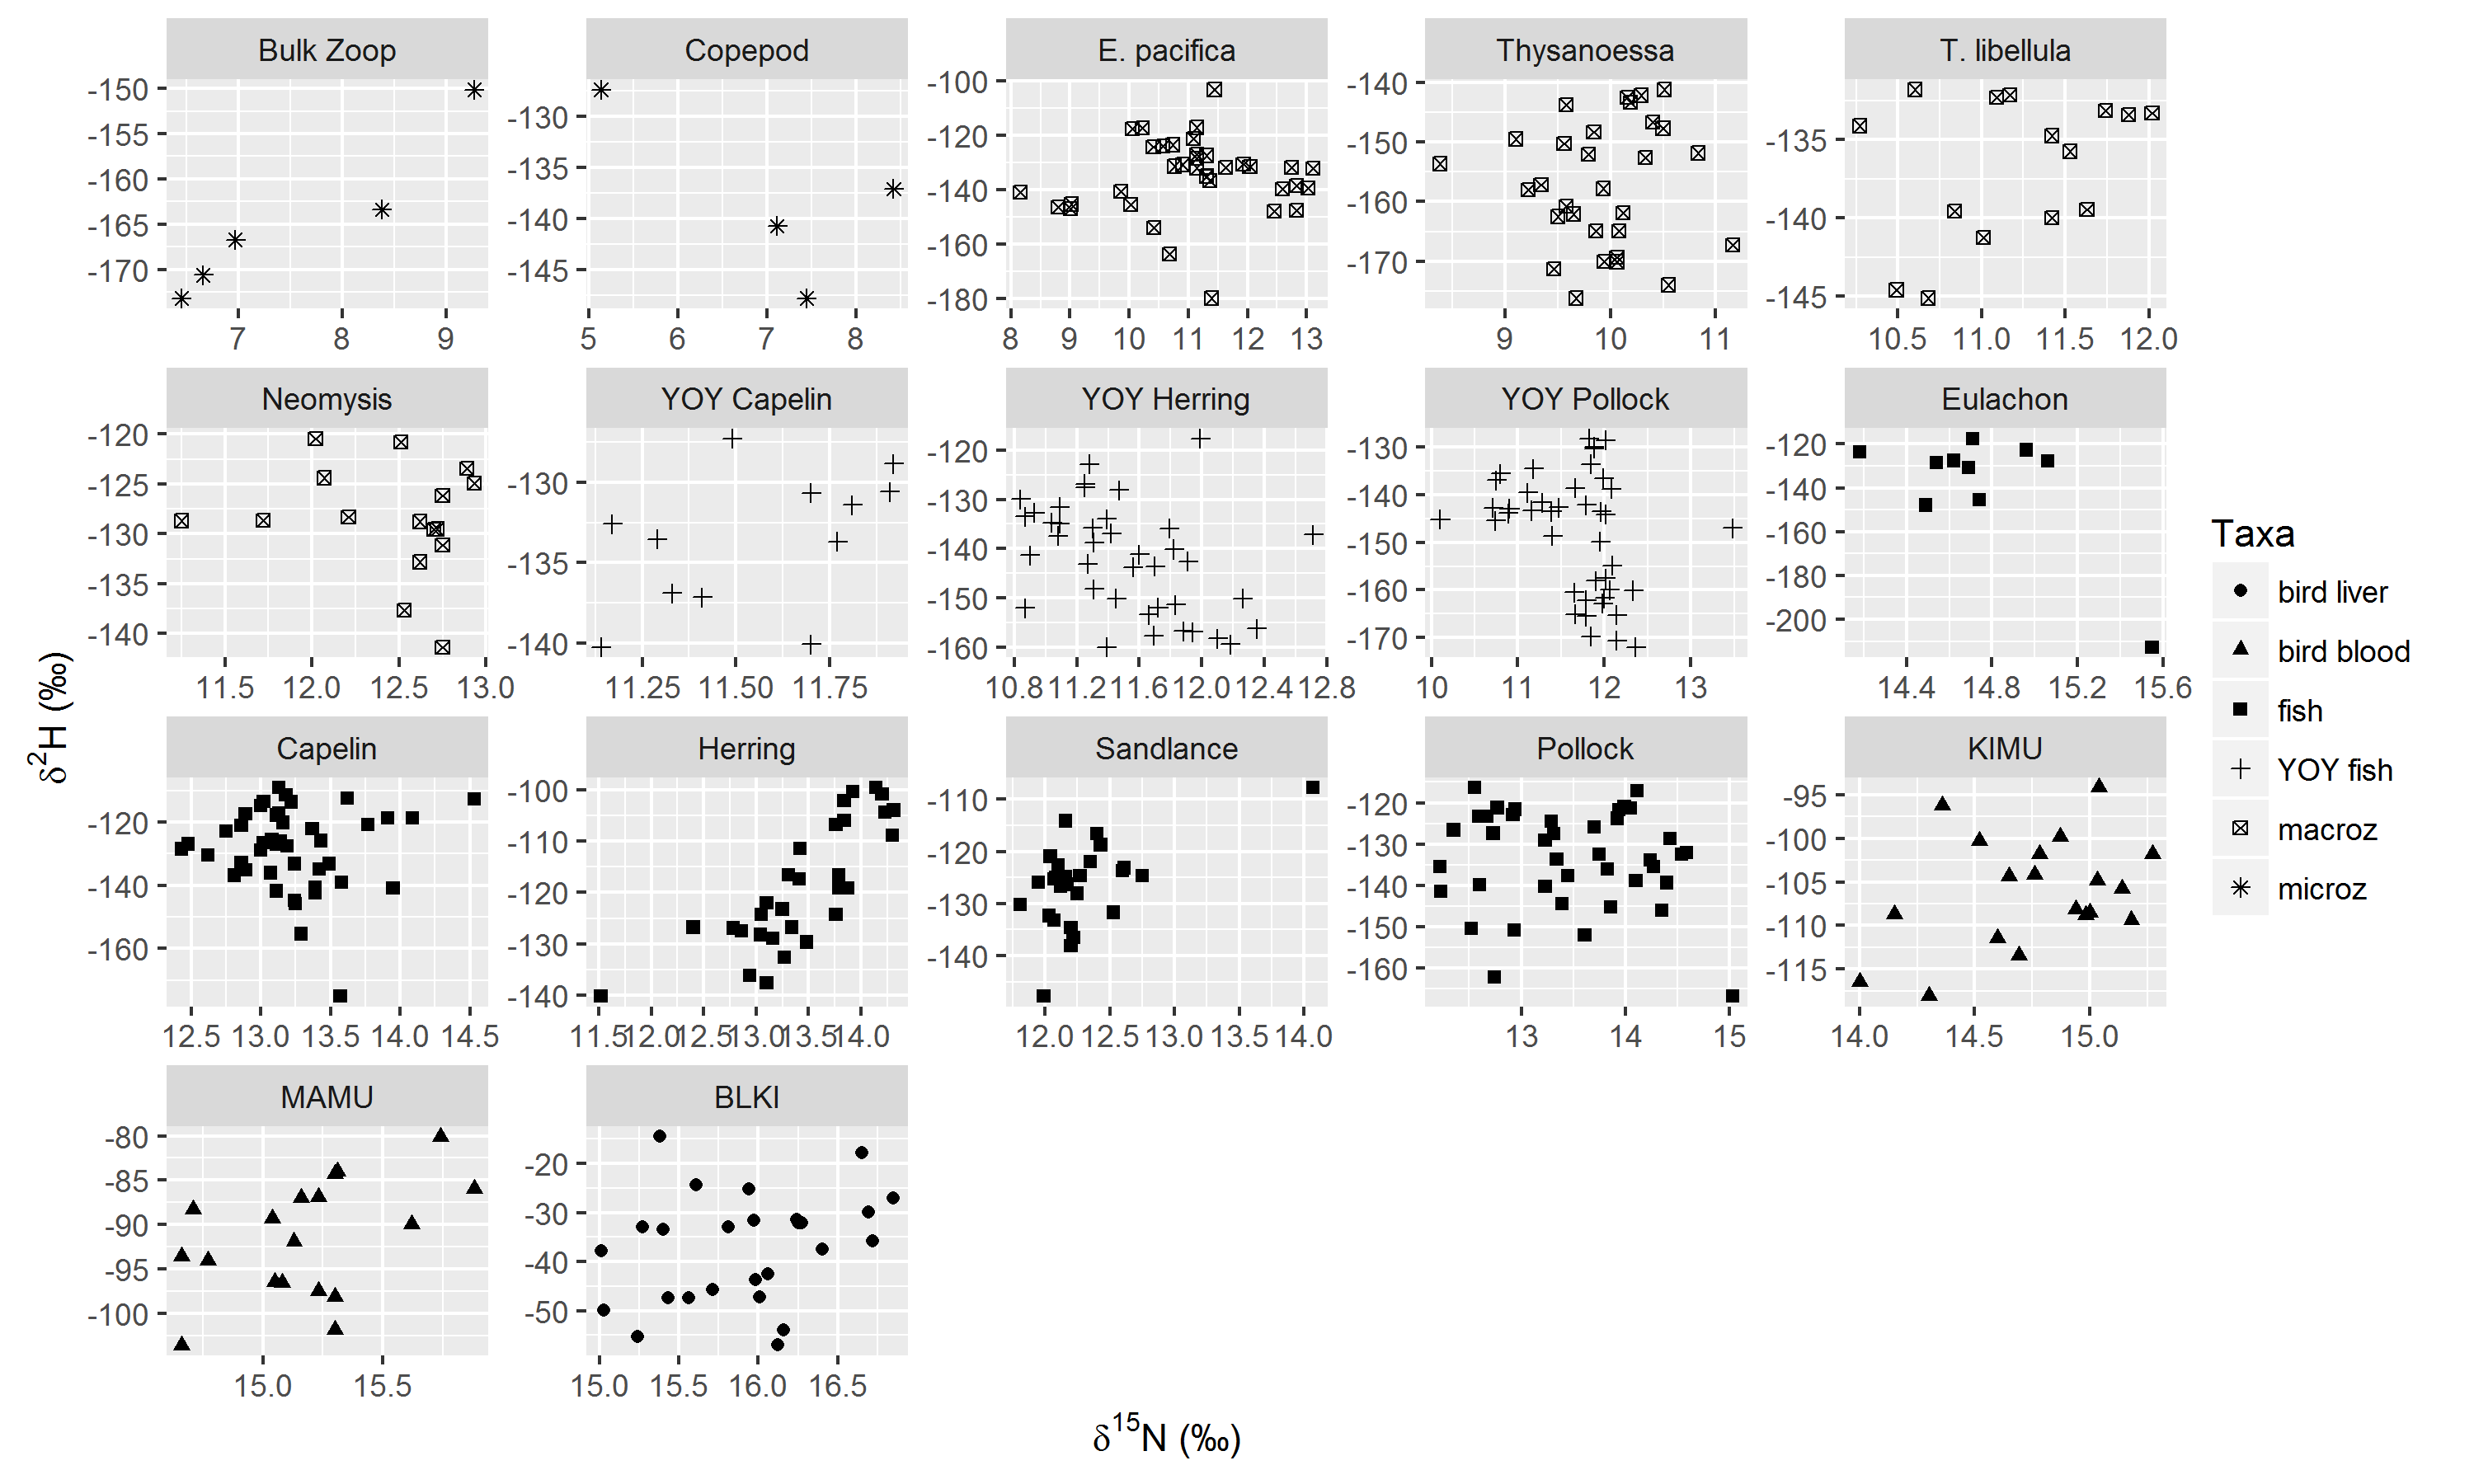 Bulk Zoop Copepod E. pacifica Thysanoessa T. libellula
-150 -155 -160 -165 -170
-130 -135 -140 -145
-100 -120 -140 -160 -180
-140 -150 -160 -170
-135 -140 -145
7 8 9
5 6 7 8
8 9 10 11 12 13
9 10 11
10.5 11.0 11.5 12.0
Neomysis YOY Capelin YOY Herring YOY Pollock Eulachon
-120 -125 -130 -135 -140
-130 -135 -140
-120 -130 -140 -150 -160
-130 -140 -150 -160 -170
-120 -140 -160 -180 -200
11.5 12.0 12.5 13.0
11.25 11.50 11.75
10.8 11.2 11.6 12.0 12.4 12.8
10 11 12 13
14.4 14.8 15.2 15.6
Capelin Herring Sandlance Pollock KIMU
-120 -140 -160
-100 -110 -120 -130 -140
-110 -120 -130 -140
-120 -130 -140 -150 -160
-95 -100 -105 -110 -115
12.5 13.0 13.5 14.0 14.5
11.5 12.0 12.5 13.0 13.5 14.0
12.0 12.5 13.0 13.5 14.0
13 14 15
14.0 14.5 15.0
MAMU BLKI
-80 -85 -90 -95 -100
-20 -30 -40 -50
15.0 15.5
15.0 15.5 16.0 16.5
δ2H (‰)
δ15N (‰)
Taxa
bird liver
bird blood
fish
YOY fish
macroz
microz